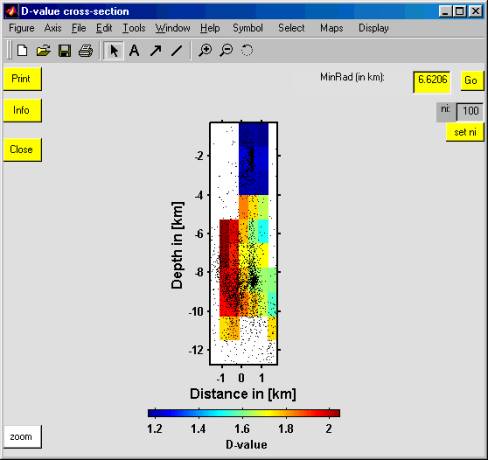 D-value cross-section
Figure Axis File Edit Tools Window Help Symbol Select Maps Display
A
Print
MinRad (in km): 6.6206 Go
Info
ni: 100
set ni
Close
-2
-4
-6
-8
-10
-12
Depth in [km]
-1 0 1
Distance in [km]
1.2 1.4 1.6 1.8 2
D-value
zoom